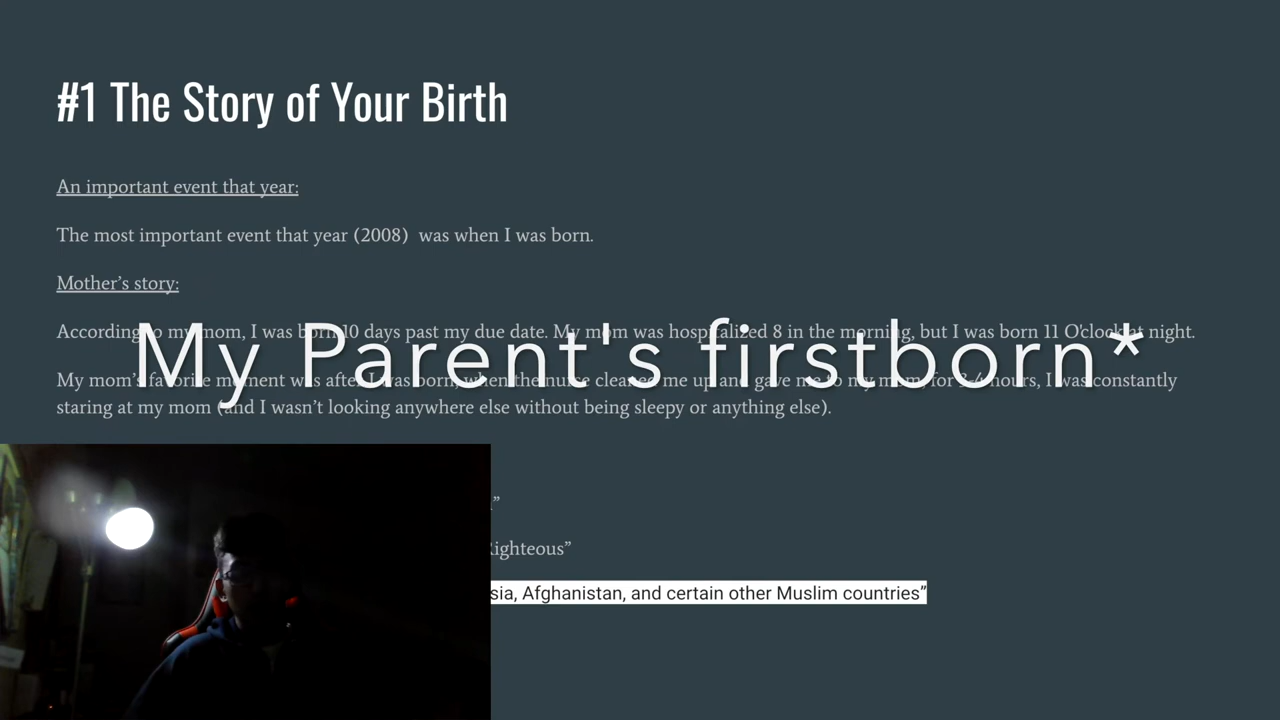 #1 The Story of Your Birth
An important event that year:
The most important event that year (2008) was when I was born.
Mother's story:
According to my mom, I was born 10 days past my due date. My mom was hospitalized 8 in the morning, but I was born 11 O'clock at night.
My Parent's firstborn*
My mom's favorite moment was after I was born, when the nurse cleaned me up and gave me to my mom for 3-4 hours, I was constantly
staring at my mom (and I wasn't looking anywhere else without being sleepy or anything else).
Righteous”
sia, Afghanistan, and certain other Muslim countries”